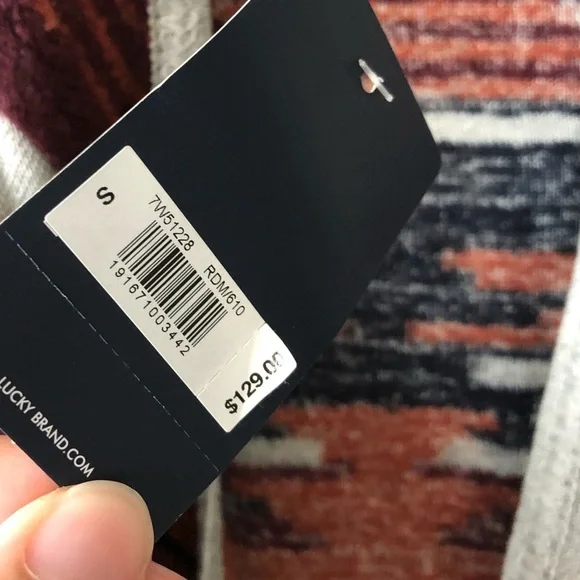 S
7W51228 RDM/610
191671003442
$129.00
LUCKY BRAND.COM